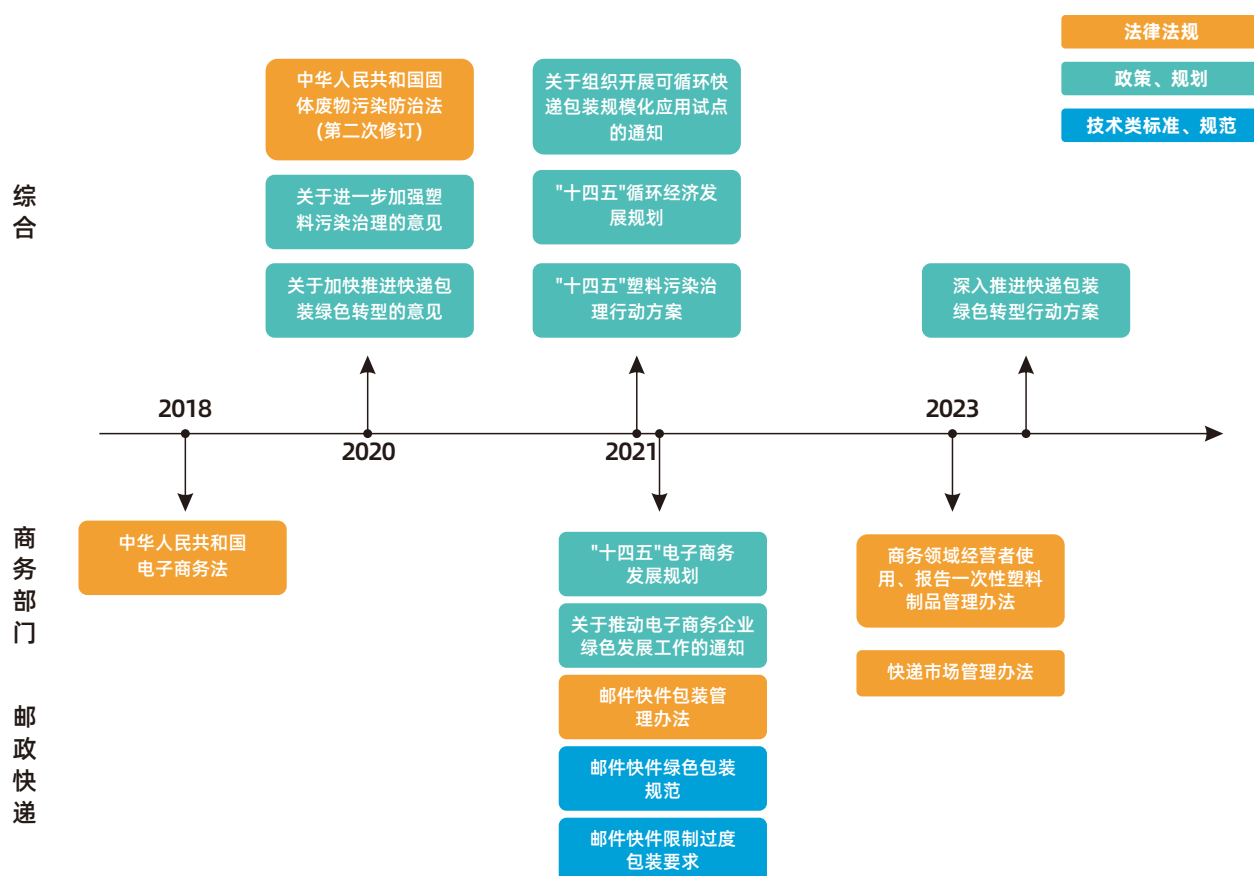 法律法规
政策、规划
技术类标准、规范
综
合
中华人民共和国固
体废物污染防治法
(第二次修订)
关于进一步加强塑
料污染治理的意见
关于加快推进快递包
装绿色转型的意见
关于组织开展可循环快
递包装规模化应用试点
的通知
"十四五"循环经济发
展规划
"十四五"塑料污染治
理行动方案
深入推进快递包装
绿色转型行动方案
2018
2020
2021
2023
商
务
部
门
中华人民共和国
电子商务法
"十四五"电子商务
发展规划
关于推动电子商务企业
绿色发展工作的通知
商务领域经营者使
用、报告一次性塑料
制品管理办法
邮
政
快
递
邮件快件包装管
理办法
邮件快件绿色包装
规范
邮件快件限制过度
包装要求
快递市场管理办法